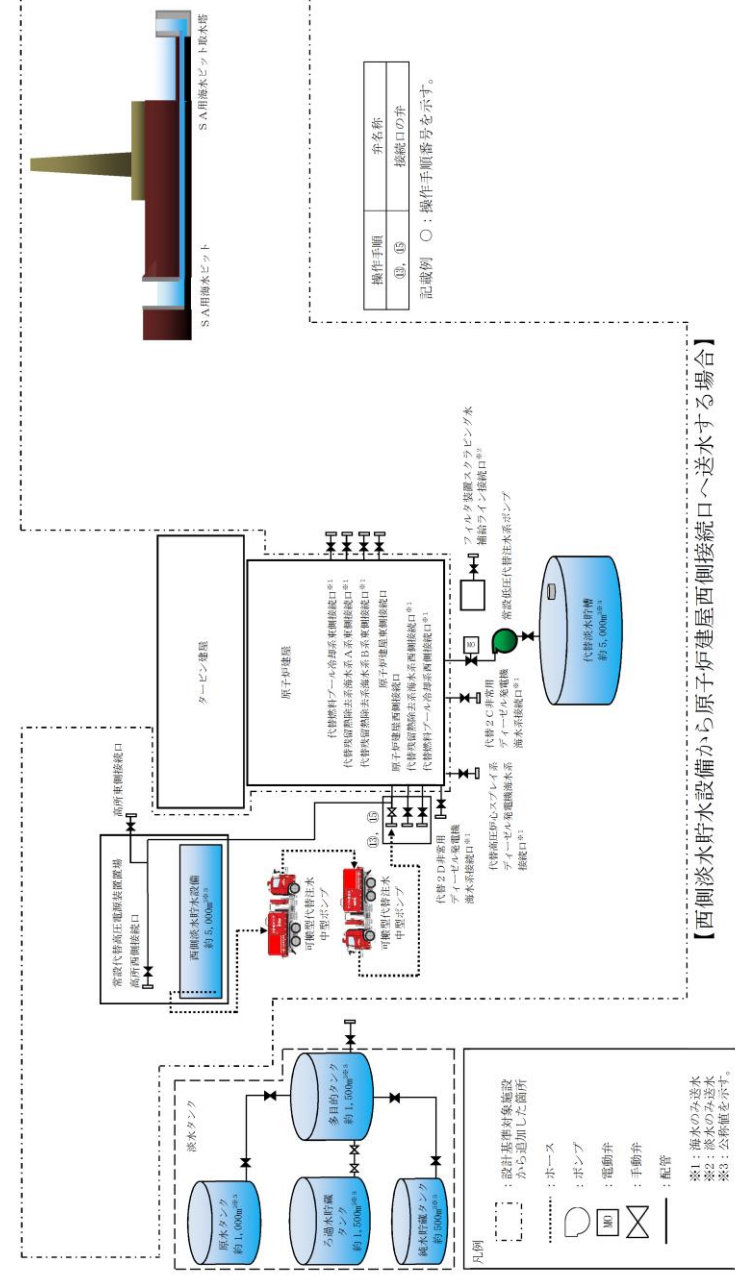 ＳＡ用海水ピット
ＳＡ用海水ピット取水塔
操作手順
弁名称
⑬，⑮
接続口の弁
記載例　○：操作手順番号を示す。
タービン建屋
原子炉建屋
代替燃料プール冷却系東側接続口※1
代替残留熱除去系海水系Ａ系東側接続口※1
代替残留熱除去系海水系Ｂ系東側接続口※1
原子炉建屋東側接続口
原子炉建屋西側接続口
代替残留熱除去系海水系西側接続口※1
代替燃料プール冷却系西側接続口※1
高所東側接続口
常設代替高圧電源装置置場
高所西側接続口
西側淡水貯水設備
約5,000m³※3
可搬型代替注水
中型ポンプ
可搬型代替注水
中型ポンプ
⑬，⑮
代替２Ｄ非常用
ディーゼル発電機
海水系接続口※1
代替高圧炉心スプレイ系
ディーゼル発電機海水系
接続口※1
代替２Ｃ非常用
ディーゼル発電機
海水系接続口※1
MO
フィルタ装置スクラビング水
補給ライン接続口※2
常設低圧代替注水系ポンプ
代替淡水貯槽
約5,000m³※3
淡水タンク
原水タンク
約1,000m³※3
多目的タンク
約1,500m³※3
ろ過水貯蔵
タンク
約1,500m³※3
純水貯蔵タンク
約500m³※3
凡例
：設計基準対象施設
から追加した箇所
：ホース
：ポンプ
MO
：電動弁
：手動弁
：配管
※1：海水のみ送水
※2：淡水のみ送水
※3：公称値を示す。
【西側淡水貯水設備から原子炉建屋西側接続口へ送水する場合】